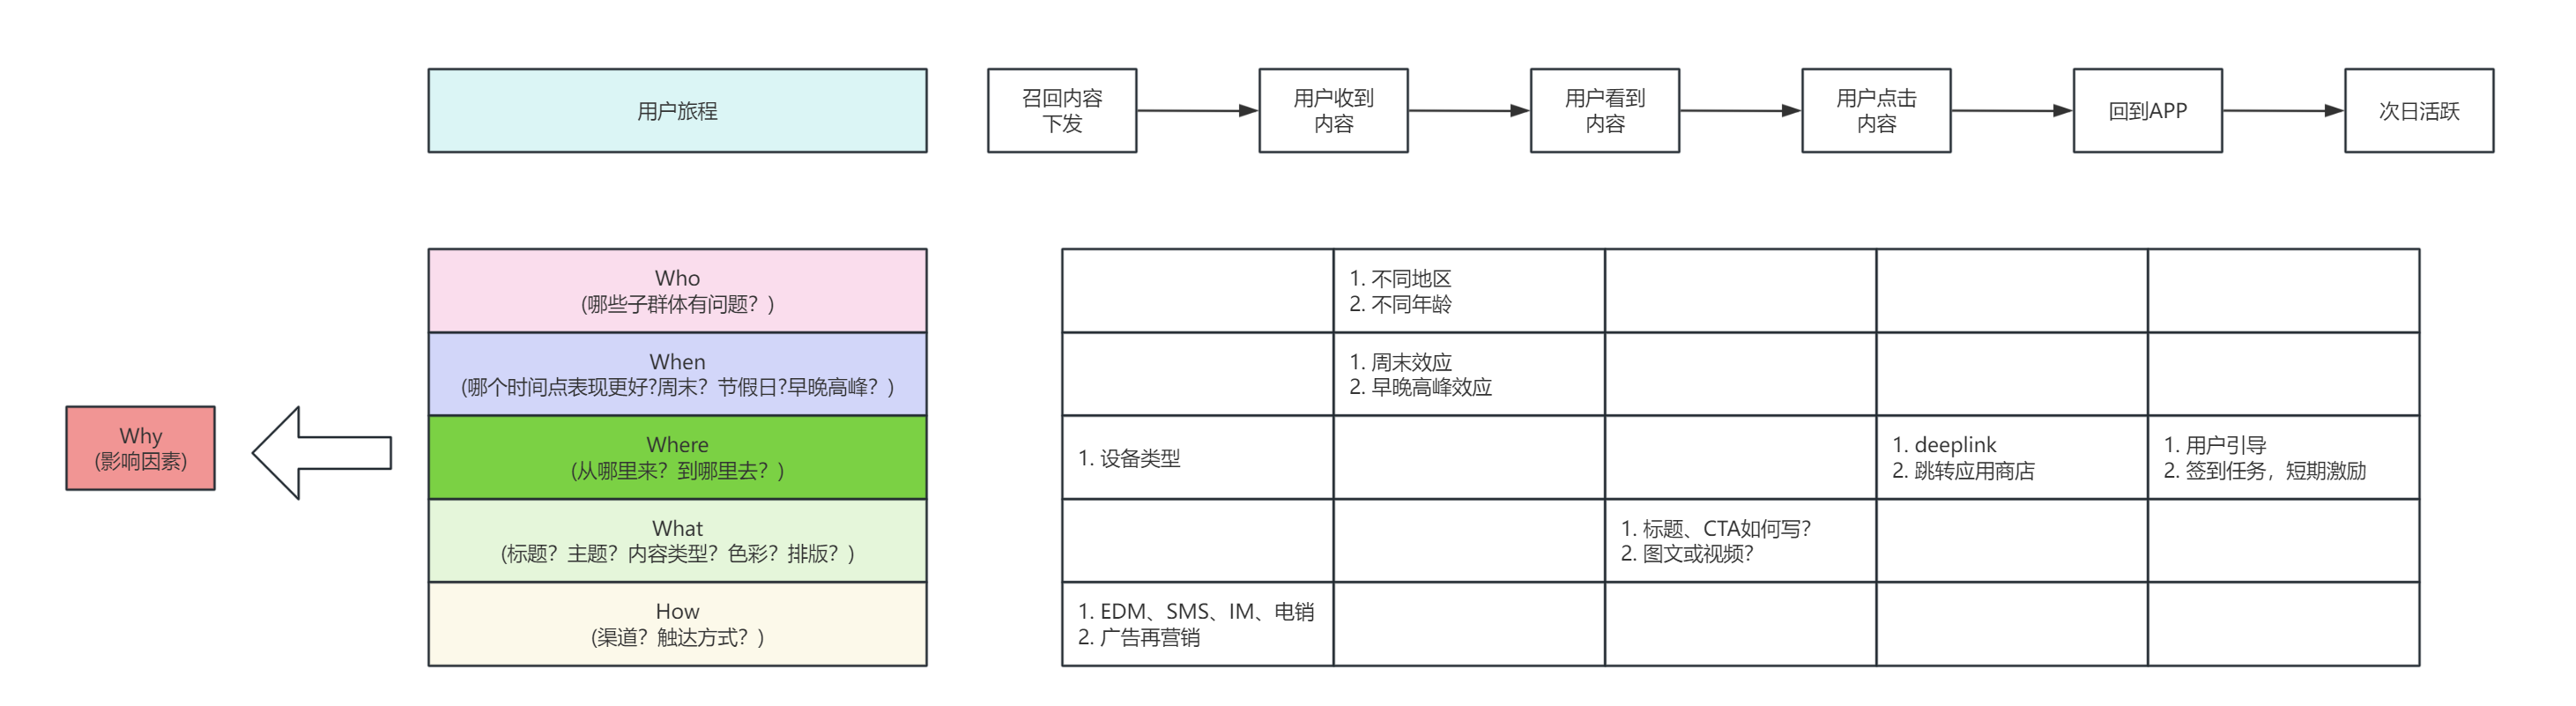 用户旅程
召回内容
下发
用户收到
内容
用户看到
内容
用户点击
内容
回到APP
次日活跃
Why
(影响因素)
Who
(哪些子群体有问题？)
1. 不同地区
2. 不同年龄
When
(哪个时间点表现更好?周末？节假日?早晚高峰？)
1. 周末效应
2. 早晚高峰效应
Where
(从哪里来？到哪里去？)
1. 设备类型
1. deeplink
2. 跳转应用商店
1. 用户引导
2. 签到任务，短期激励
What
(标题？主题？内容类型？色彩？排版？)
1. 标题、CTA如何写？
2. 图文或视频？
How
(渠道？触达方式？)
1. EDM、SMS、IM、电销
2. 广告再营销